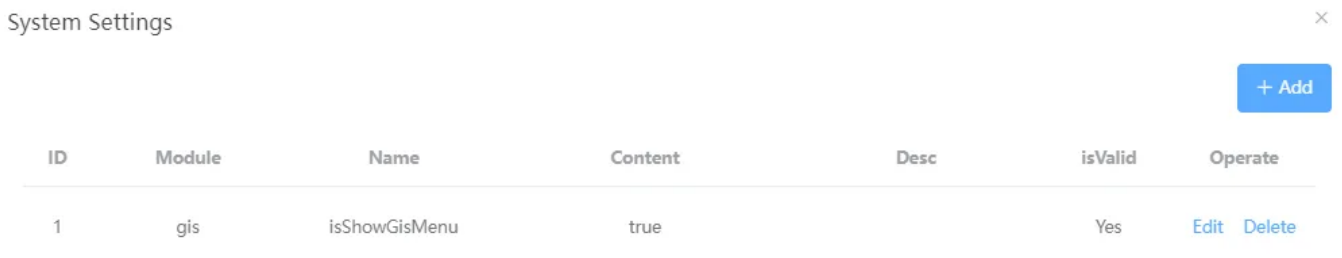 System Settings ×
+ Add
ID Module Name Content Desc isValid Operate
1 gis isShowGisMenu true Yes Edit Delete